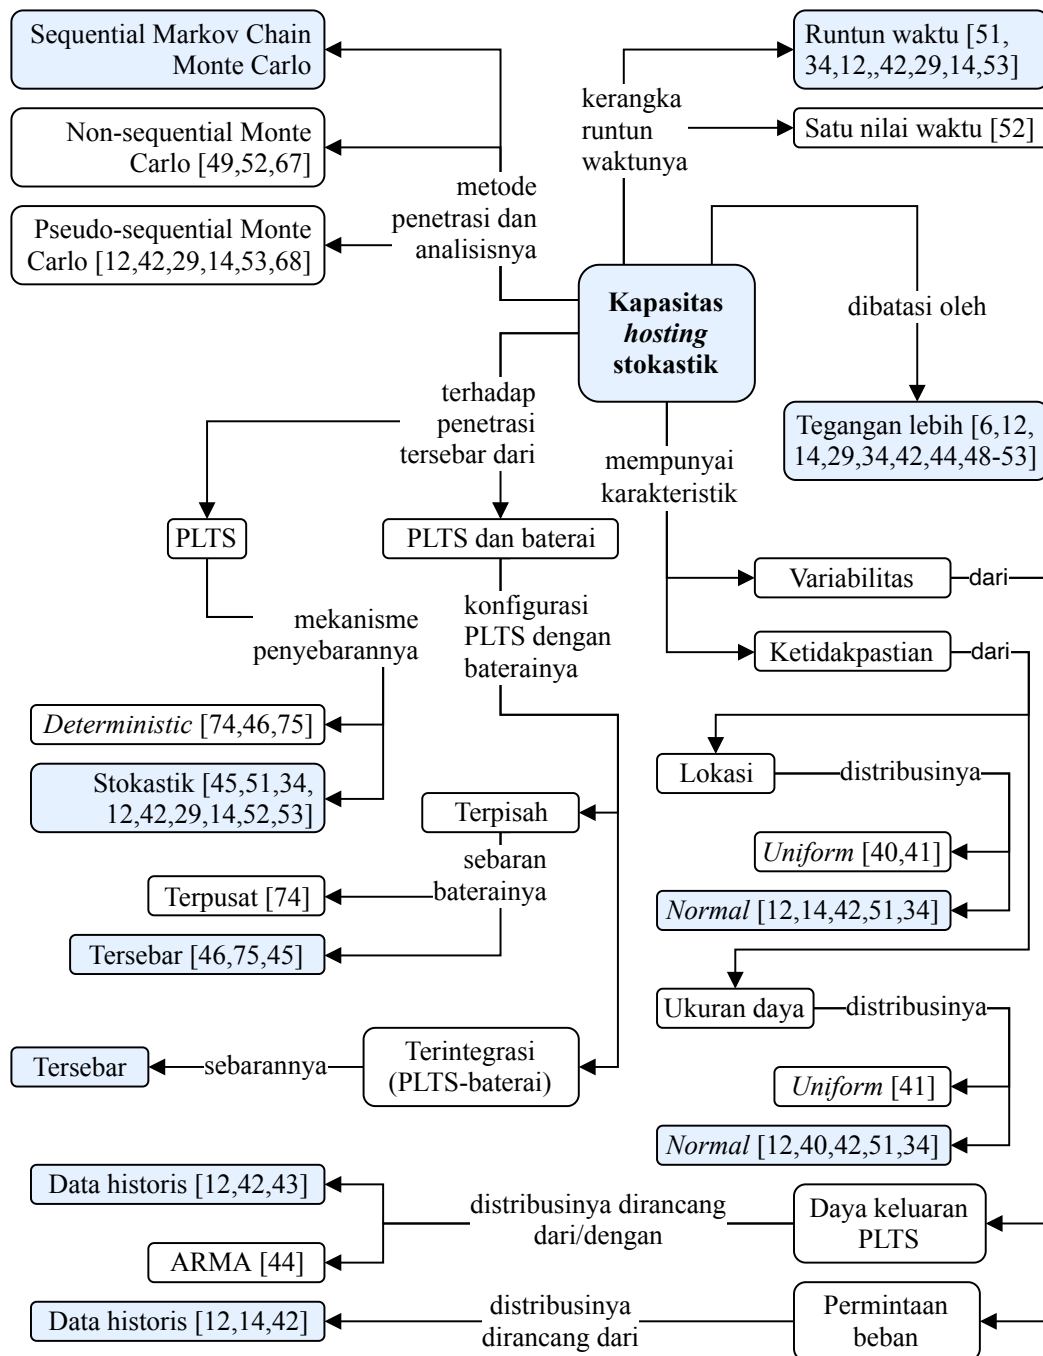 Sequential Markov Chain
Monte Carlo
Non-sequential Monte
Carlo [49,52,67]
Pseudo-sequential Monte
Carlo [12,42,29,14,53,68]
metode
penetrasi dan
analisisnya
kerangka
runtun
waktunya
Runtun waktu [51,
34,12,,42,29,14,53]
Satu nilai waktu [52]
Kapasitas
hosting
stokastik
dibatasi oleh
Tegangan lebih [6,12,
14,29,34,42,44,48-53]
terhadap
penetrasi
tersebar dari
mempunyai
karakteristik
PLTS
PLTS dan baterai
Variabilitas
dari
Ketidakpastian
dari
mekanisme
penyebarannya
konfigurasi
PLTS dengan
baterainya
Deterministic [74,46,75]
Stokastik [45,51,34,
12,42,29,14,52,53]
Terpisah
sebaran
baterainya
Terpusat [74]
Tersebar [46,75,45]
Lokasi
distribusinya
Uniform [40,41]
Normal [12,14,42,51,34]
Ukuran daya
distribusinya
Uniform [41]
Normal [12,40,42,51,34]
Tersebar
sebarannya
Terintegrasi
(PLTS-baterai)
Data historis [12,42,43]
ARMA [44]
distribusinya dirancang
dari/dengan
Daya keluaran
PLTS
Data historis [12,14,42]
distribusinya
dirancang dari
Permintaan
beban